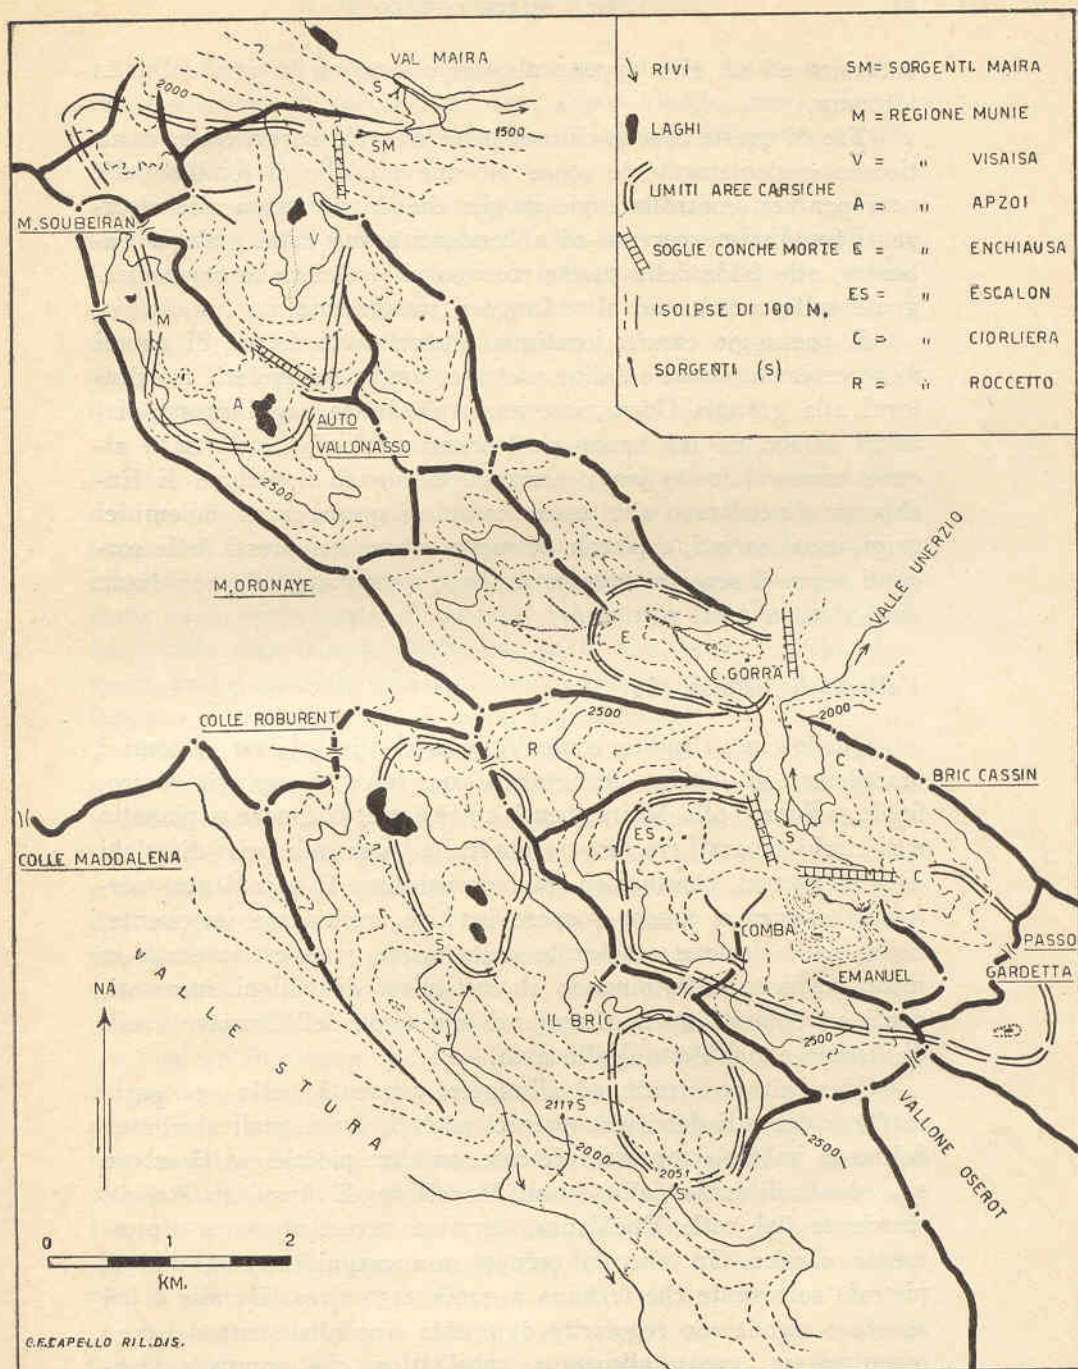 VAL MAIRA
2000
S
1500
SM
RIVI
LAGHI
LIMITI AREE CARSICHE
SOGLIE CONCHE MORTE
ISOIPSE DI 100 M.
SORGENTI (S)
SM= SORGENTI MAIRA
M = REGIONE MUNIE
V = " VISAISA
A = " APZOI
E = " ENCHIAUSA
ES = " ESCALON
C = " CIORLIERA
R = " ROCCETTO
M. SOUBEIRAN
V
M
A
AUTO
VALLONASSO
2500
M. ORONAYE
VALLE UNERZIO
E
C. GORRA
COLLE ROBURENT
2500
2000
R
C
BRIC CASSIN
COLLE MADDALENA
ES
S
C
COMBA
PASSO
GARDETTA
S
EMANUEL
NA
VALLE STURA
IL BRIC
2500
2117 S
2000
205
S
2500
VALLONE OSEROT
0 1 2
KM.
G.F. CAPELLO RIL. DIS.